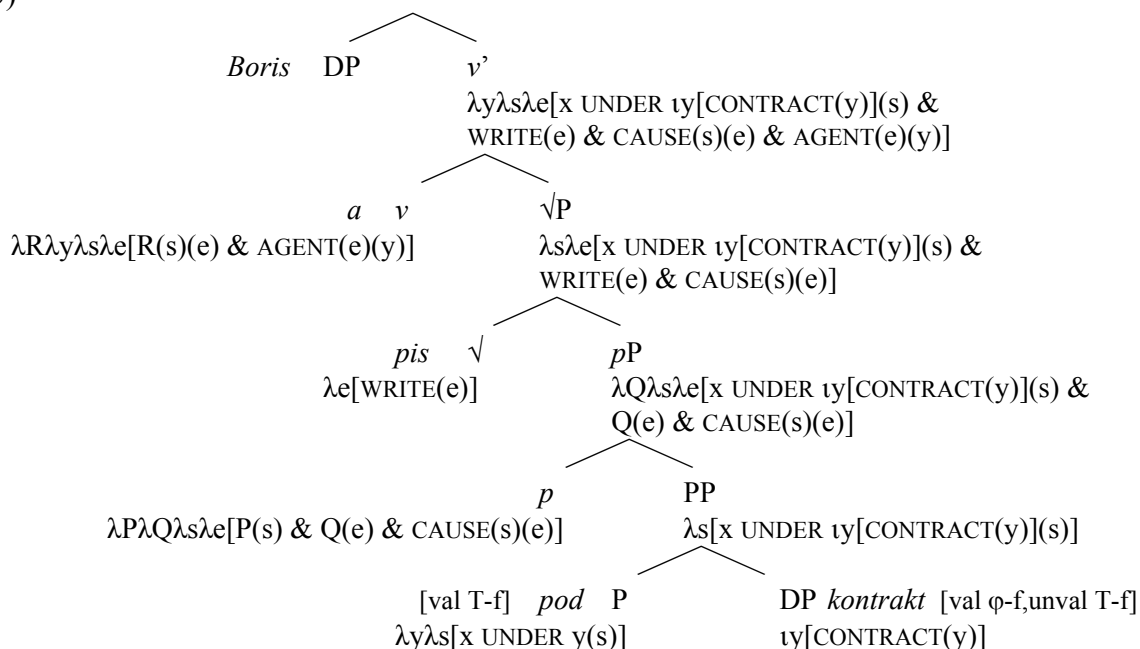 )
Boris DP v’
λyλsλe[x UNDER ιy[CONTRACT(y)](s) &
WRITE(e) & CAUSE(s)(e) & AGENT(e)(y)]
a v √P
λRλyλsλe[R(s)(e) & AGENT(e)(y)] λsλe[x UNDER ιy[CONTRACT(y)](s) &
WRITE(e) & CAUSE(s)(e)]
pis √ pP
λe[WRITE(e)] λQλsλe[x UNDER ιy[CONTRACT(y)](s) &
Q(e) & CAUSE(s)(e)]
p PP
λPλQλsλe[P(s) & Q(e) & CAUSE(s)(e)] λs[x UNDER ιy[CONTRACT(y)](s)]
[val T-f] pod P DP kontrakt [val φ-f,unval T-f]
λyλs[x UNDER y(s)] ιy[CONTRACT(y)]